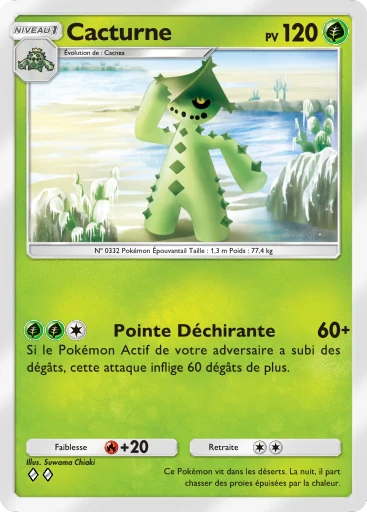 NIVEAU 1
Cacturne
PV 120
Évolution de : Cacnea
N° 0332 Pokémon Épouvantail Taille : 1,3 m Poids : 77,4 kg
Pointe Déchirante 60+
Si le Pokémon Actif de votre adversaire a subi des
dégâts, cette attaque inflige 60 dégâts de plus.
Faiblesse +20
Retraite
Illus. Suwama Chiaki
Ce Pokémon vit dans les déserts. La nuit, il part
chasser des proies épuisées par la chaleur.